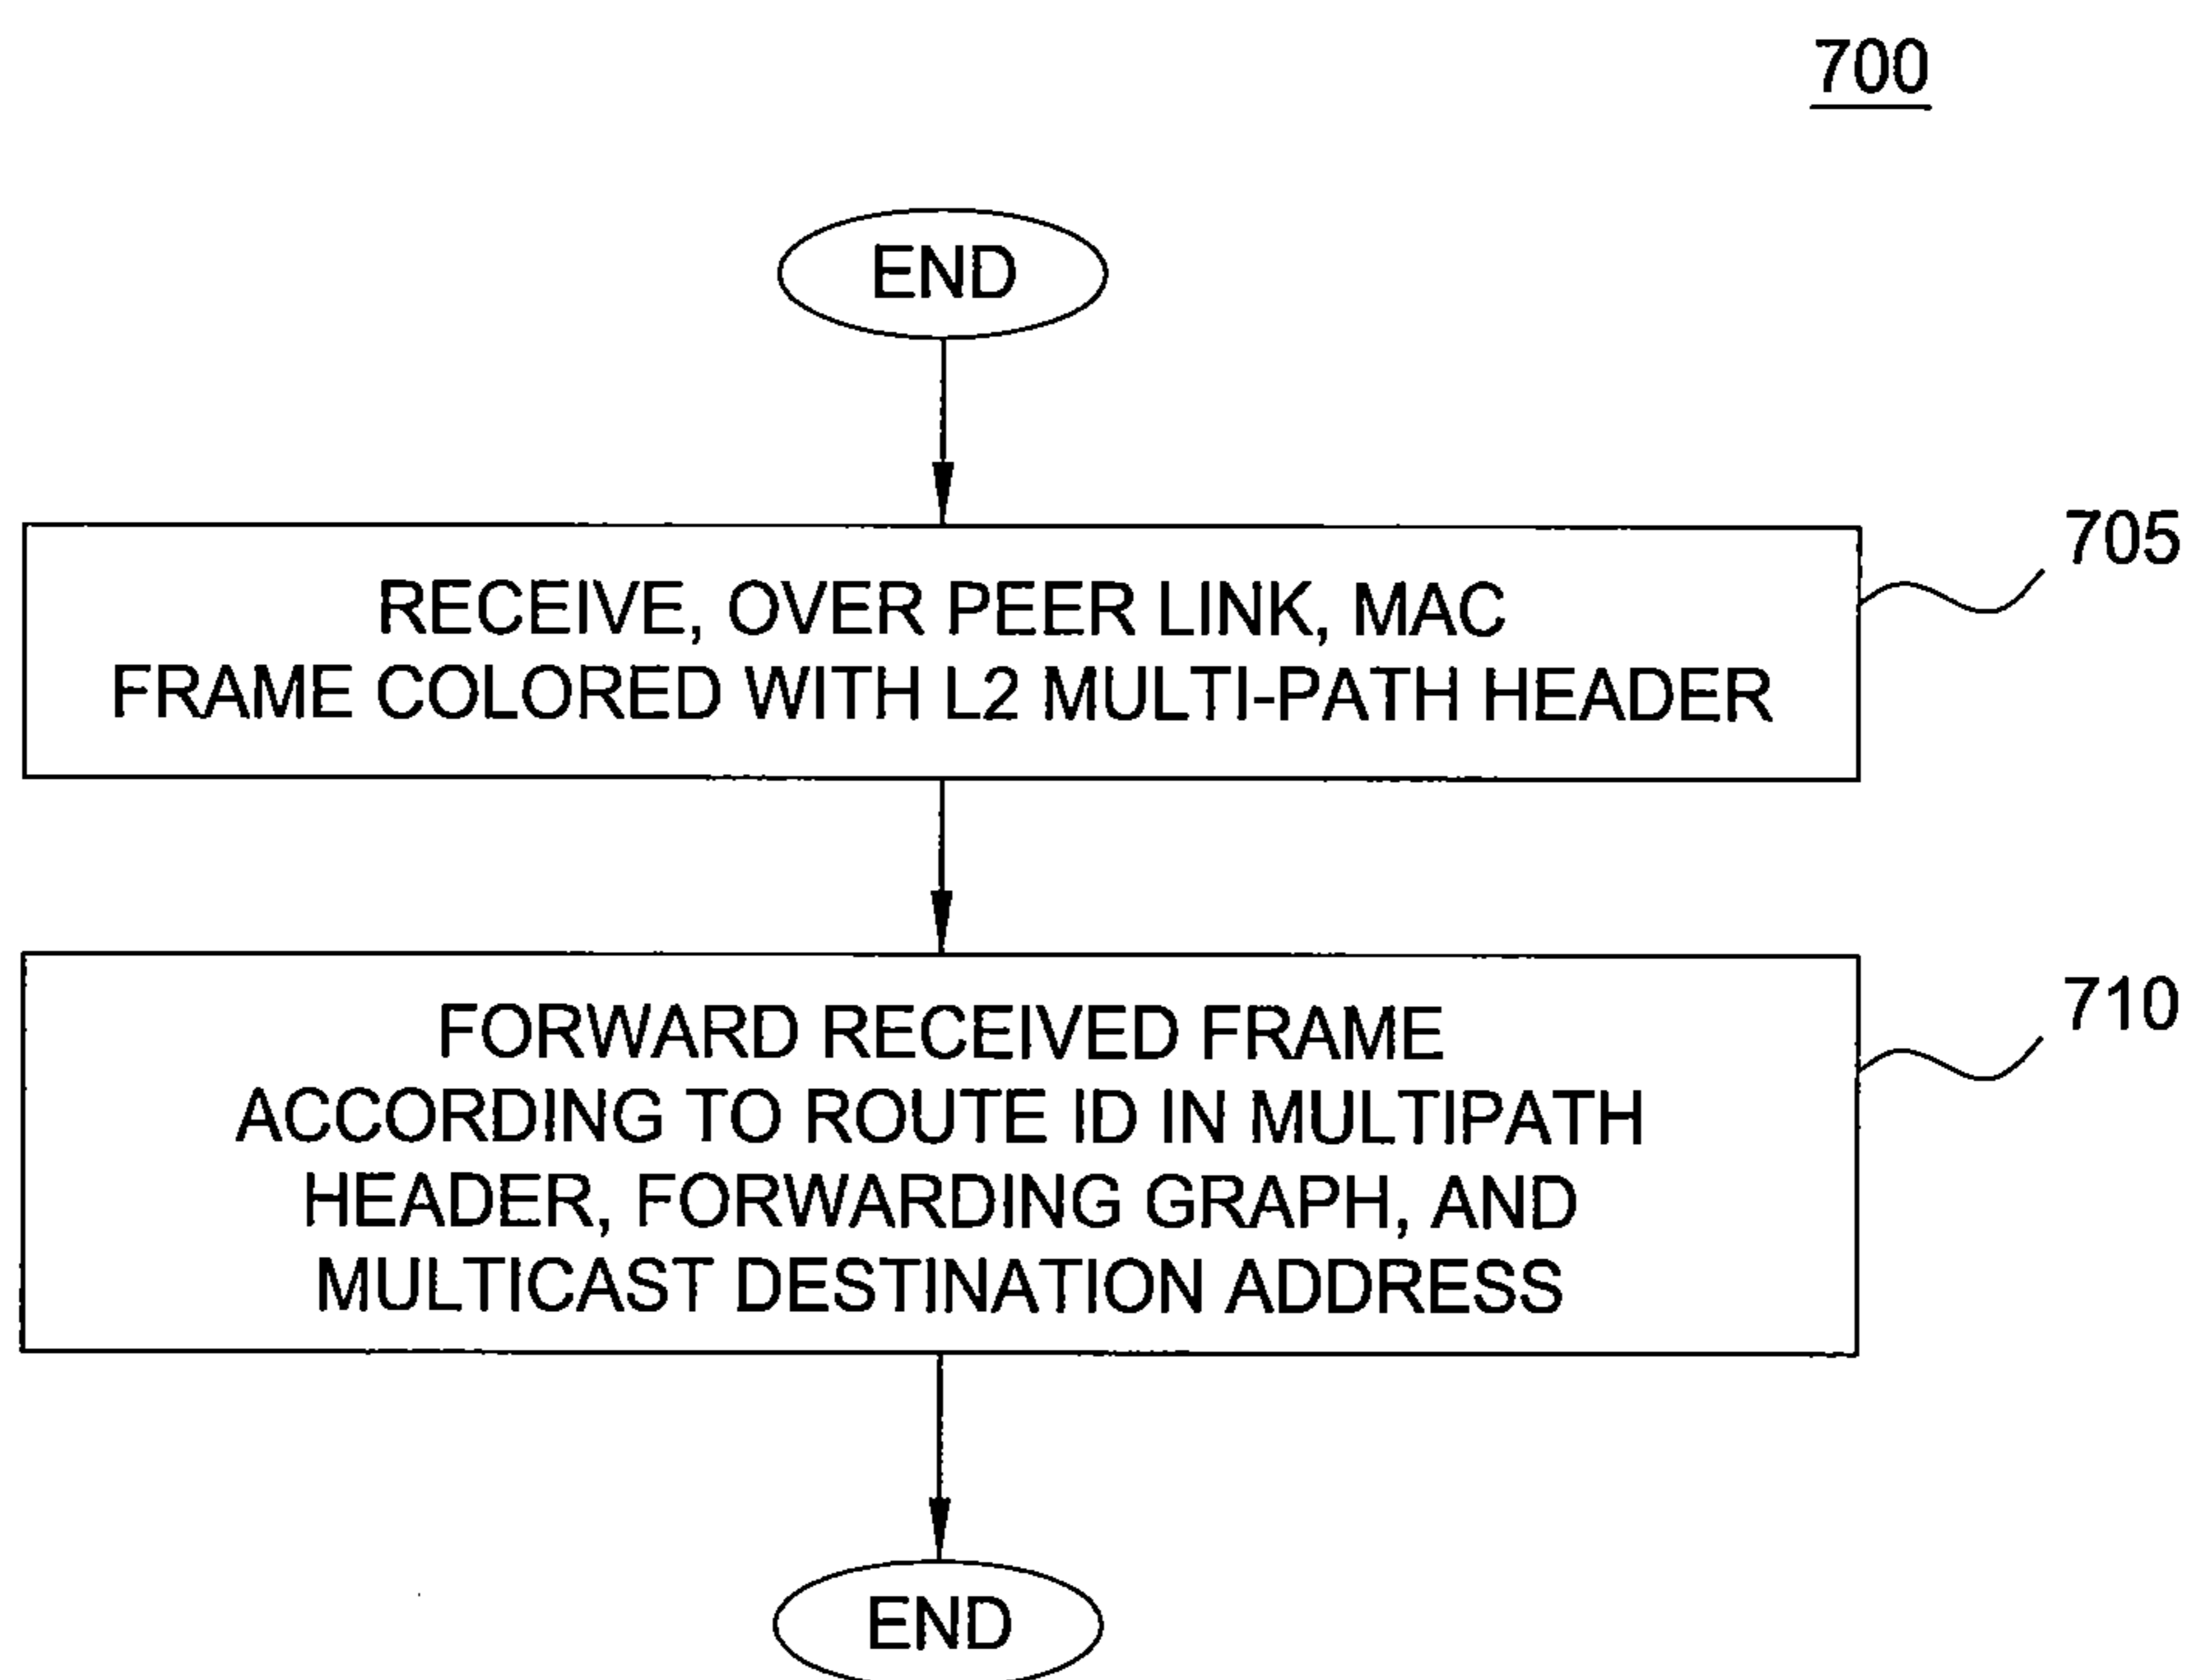 700
END
RECEIVE, OVER PEER LINK, MAC
FRAME COLORED WITH L2 MULTI-PATH HEADER
705
FORWARD RECEIVED FRAME
ACCORDING TO ROUTE ID IN MULTIPATH
HEADER, FORWARDING GRAPH, AND
MULTICAST DESTINATION ADDRESS
710
END